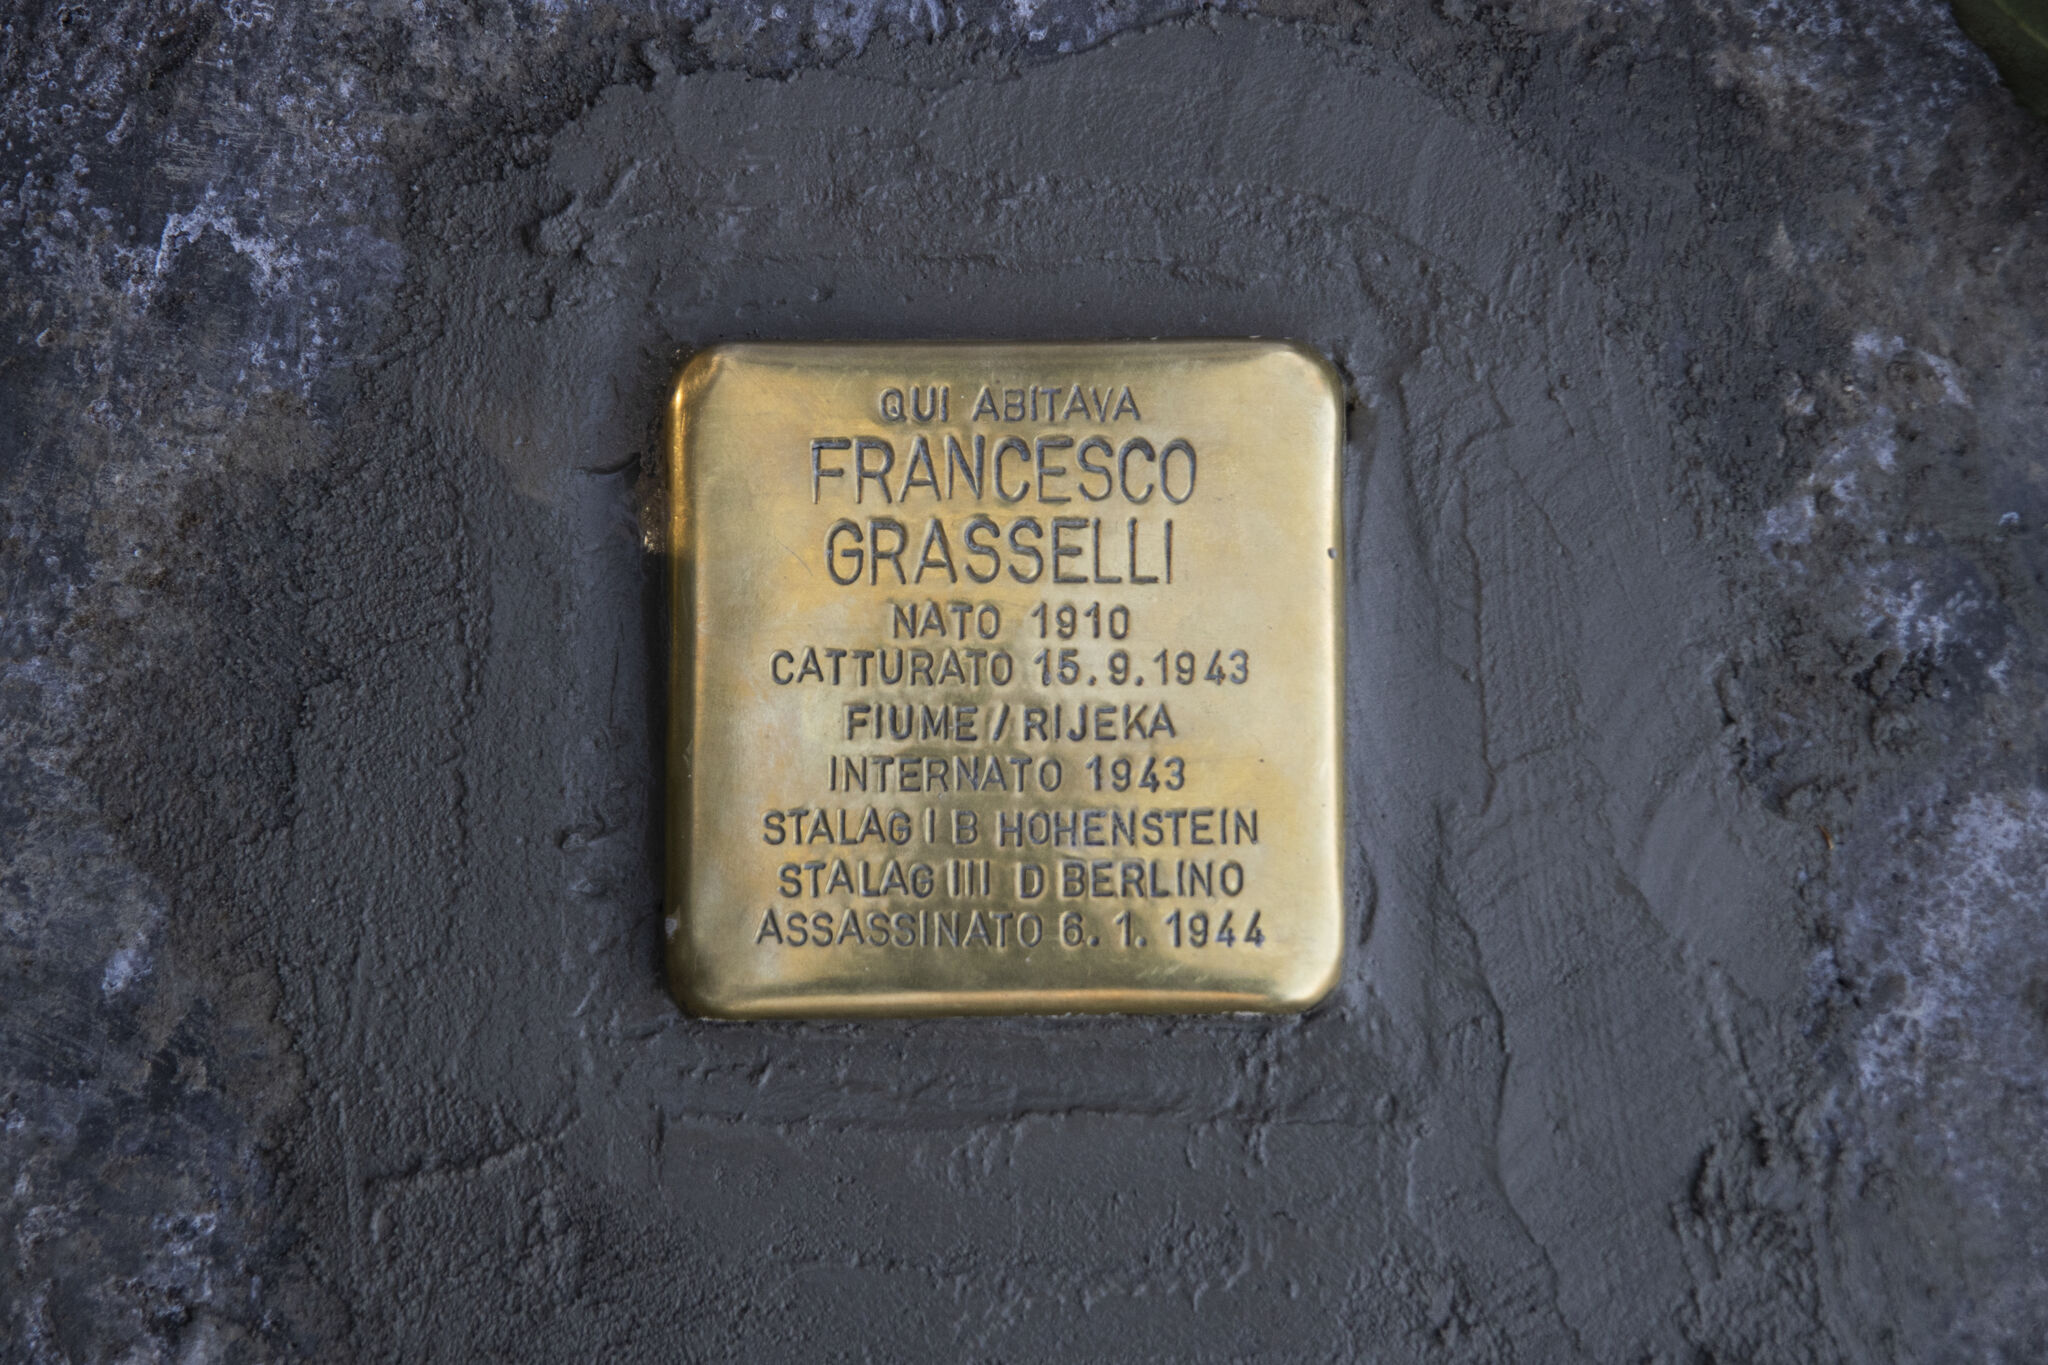 QUI ABITAVA
FRANCESCO
GRASSELLI
NATO 1910
CATTURATO 15.9.1943
FIUME / RIJEKA
INTERNATO 1943
STALAG I B HOHENSTEIN
STALAG III D BERLINO
ASSASSINATO 6.1.1944